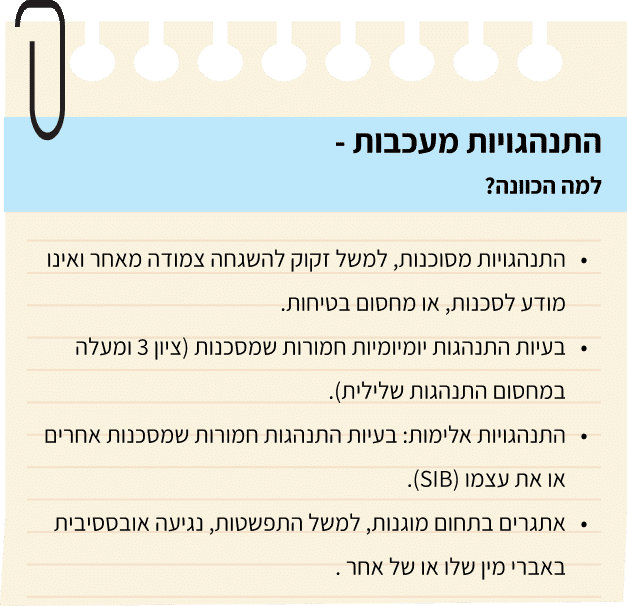 התנהגויות מעכבות -
למה הכוונה?
• התנהגויות מסוכנות, למשל זקוק להשגחה צמודה מאחר ואינו
מודע לסכנות, או מחסום בטיחות.
• בעיות התנהגות יומיומיות חמורות שמסכנות (ציון 3 ומעלה
במחסום התנהגות שלילית).
• התנהגויות אלימות: בעיות התנהגות חמורות שמסכנות אחרים
או את עצמו (SIB).
• אתגרים בתחום מוגנות, למשל התפשטות, נגיעה אובססיבית
באברי מין שלו או של אחר .